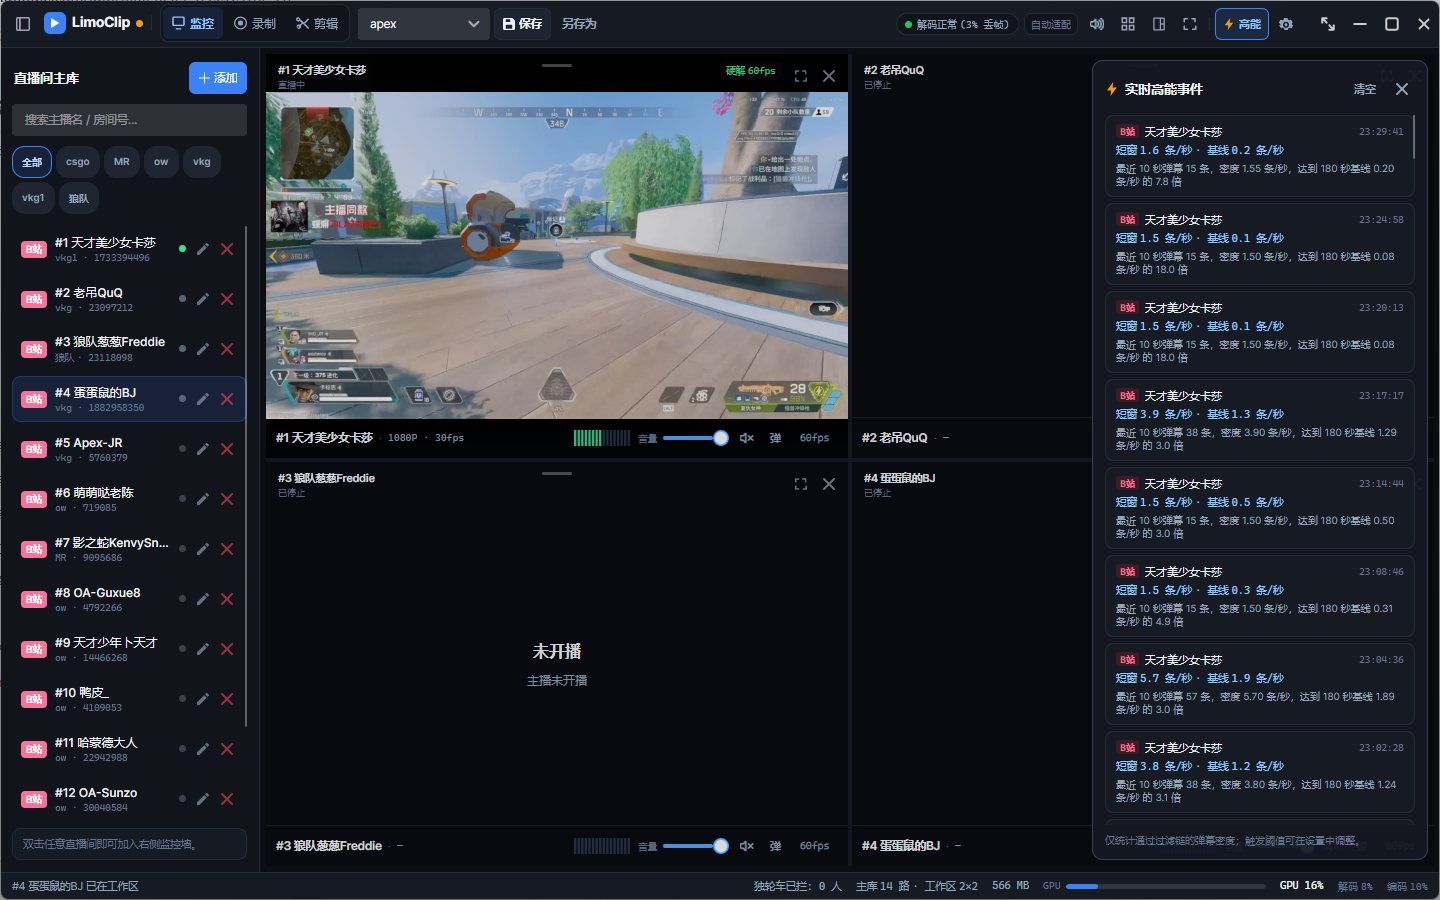 LimoClip
监控
录制
剪辑
apex
保存
另存为
解码正常 (3% 丢帧)
自动适配
高能
直播间主库
添加
搜索主播名 / 房间号...
全部
csgo
MR
ow
vkg
vkg1
狼队
B站 #1 天才美少女卡莎
vkg1 · 1733394496
B站 #2 老吊QuQ
vkg · 23097212
B站 #3 狼队葱葱Freddie
狼队 · 23118098
B站 #4 蛋蛋鼠的BJ
vkg · 1882958350
B站 #5 Apex-JR
vkg · 5760379
B站 #6 萌萌哒老陈
ow · 719085
B站 #7 影之蛇KenvySn...
MR · 9095686
B站 #8 OA-Guxue8
ow · 4792266
B站 #9 天才少年卜天才
ow · 14466268
B站 #10 鸭皮_
ow · 4109053
B站 #11 哈蒙德大人
ow · 22942988
B站 #12 OA-Sunzo
ow · 30040584
双击任意直播间即可加入右侧监控墙。
#1 天才美少女卡莎
直播中
硬解 60fps
W
N
E
348
20
主播同款
10P
1
28
#1 天才美少女卡莎 · 1080P · 30fps
音量
弹
60fps
#2 老吊QuQ
已停止
#2 老吊QuQ · –
#3 狼队葱葱Freddie
已停止
未开播
主播未开播
#3 狼队葱葱Freddie · –
音量
弹
60fps
#4 蛋蛋鼠的BJ
已停止
#4 蛋蛋鼠的BJ · –
实时高能事件
清空
B站 天才美少女卡莎 23:29:41
短窗 1.6 条/秒 · 基线 0.2 条/秒
最近 10 秒弹幕 15 条，密度 1.55 条/秒，达到 180 秒基线 0.20
条/秒 的 7.8 倍
B站 天才美少女卡莎 23:24:58
短窗 1.5 条/秒 · 基线 0.1 条/秒
最近 10 秒弹幕 15 条，密度 1.50 条/秒，达到 180 秒基线 0.08
条/秒 的 18.0 倍
B站 天才美少女卡莎 23:20:13
短窗 1.5 条/秒 · 基线 0.1 条/秒
最近 10 秒弹幕 15 条，密度 1.50 条/秒，达到 180 秒基线 0.08
条/秒 的 18.0 倍
B站 天才美少女卡莎 23:17:17
短窗 3.9 条/秒 · 基线 1.3 条/秒
最近 10 秒弹幕 38 条，密度 3.90 条/秒，达到 180 秒基线 1.29
条/秒 的 3.0 倍
B站 天才美少女卡莎 23:14:44
短窗 1.5 条/秒 · 基线 0.5 条/秒
最近 10 秒弹幕 15 条，密度 1.50 条/秒，达到 180 秒基线 0.50
条/秒 的 3.0 倍
B站 天才美少女卡莎 23:08:46
短窗 1.5 条/秒 · 基线 0.3 条/秒
最近 10 秒弹幕 15 条，密度 1.50 条/秒，达到 180 秒基线 0.31
条/秒 的 4.9 倍
B站 天才美少女卡莎 23:04:36
短窗 5.7 条/秒 · 基线 1.9 条/秒
最近 10 秒弹幕 57 条，密度 5.70 条/秒，达到 180 秒基线 1.89
条/秒 的 3.0 倍
B站 天才美少女卡莎 23:02:28
短窗 3.8 条/秒 · 基线 1.2 条/秒
最近 10 秒弹幕 38 条，密度 3.80 条/秒，达到 180 秒基线 1.24
条/秒 的 3.1 倍
仅统计通过过滤链的弹幕密度；触发阈值可在设置中调整。
#4 蛋蛋鼠的BJ 已在工作区
独轮车已拦: 0 人
主库 14 路 · 工作区 2×2
566 MB
GPU
GPU 16%
解码 8%
编码 10%